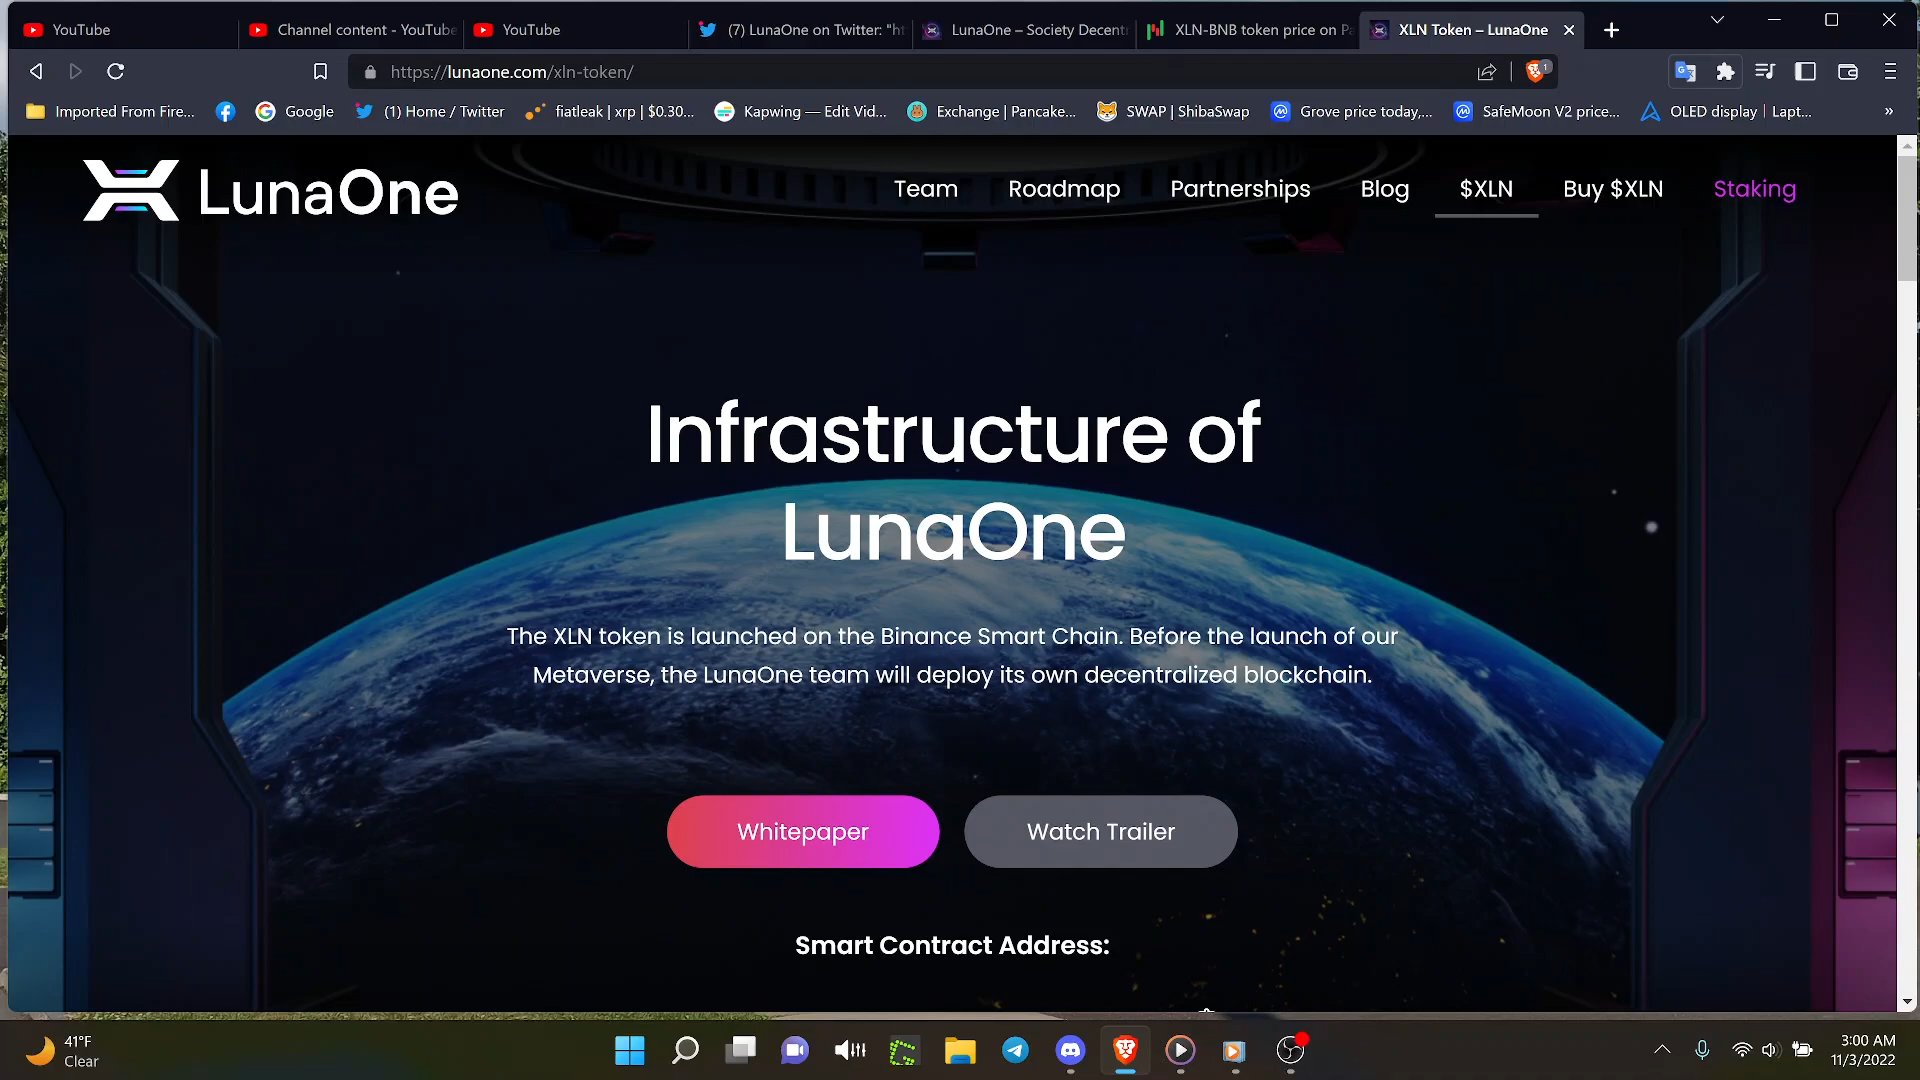 YouTube
Channel content - YouTube
YouTube
(7) LunaOne on Twitter: "ht
LunaOne – Society Decent
XLN-BNB token price on Pa
XLN Token – LunaOne
https://lunaone.com/xln-token/
1
Imported From Fire...
Google
(1) Home / Twitter
fiatleak | xrp | $0.30...
Kapwing — Edit Vid...
Exchange | Pancake...
SWAP | ShibaSwap
Grove price today,...
SafeMoon V2 price...
OLED display | Lapt...
»
LunaOne
Team
Roadmap
Partnerships
Blog
$XLN
Buy $XLN
Staking
Infrastructure of
LunaOne
The XLN token is launched on the Binance Smart Chain. Before the launch of our
Metaverse, the LunaOne team will deploy its own decentralized blockchain.
Whitepaper
Watch Trailer
Smart Contract Address:
41°F
Clear
3:00 AM
11/3/2022